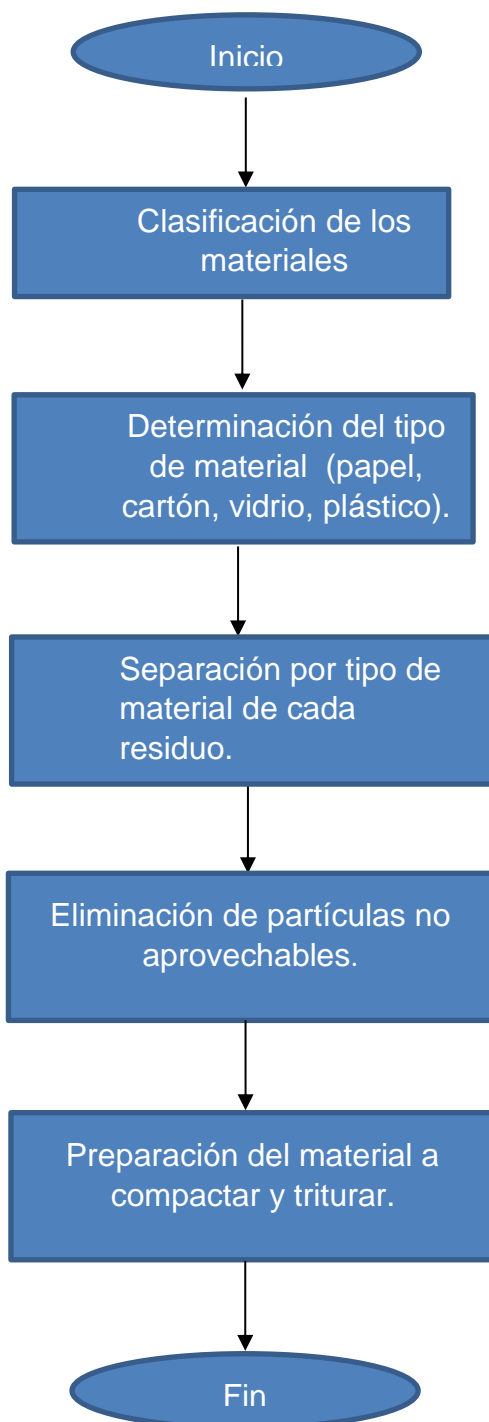 Inicio
Clasificación de los
materiales
Determinación del tipo
de material (papel,
cartón, vidrio, plástico).
Separación por tipo de
material de cada
residuo.
Eliminación de partículas no
aprovechables.
Preparación del material a
compactar y triturar.
Fin